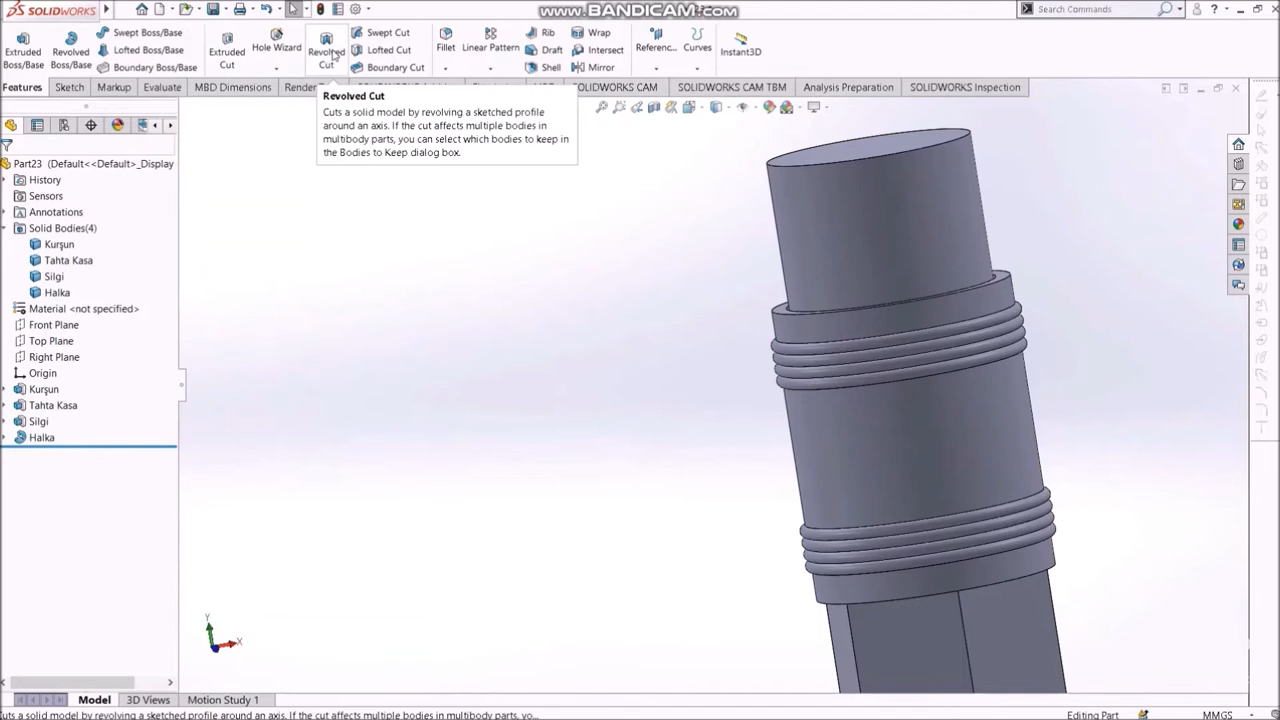 SOLIDWORKS
www.BANDICAM.com
Search Commands
Extruded Boss/Base
Revolved Boss/Base
Swept Boss/Base
Lofted Boss/Base
Boundary Boss/Base
Extruded Cut
Hole Wizard
Revolved Cut
Swept Cut
Lofted Cut
Boundary Cut
Fillet
Linear Pattern
Rib
Draft
Shell
Wrap
Intersect
Mirror
Referenc...
Curves
Instant3D
Features
Sketch
Markup
Evaluate
MBD Dimensions
Render
OLIDWORKS CAM
SOLIDWORKS CAM TBM
Analysis Preparation
SOLIDWORKS Inspection
Revolved Cut
Cuts a solid model by revolving a sketched profile
around an axis. If the cut affects multiple bodies in
multibody parts, you can select which bodies to keep in
the Bodies to Keep dialog box.
Part23 (Default<<Default>_Display
History
Sensors
Annotations
Solid Bodies(4)
Kurşun
Tahta Kasa
Silgi
Halka
Material <not specified>
Front Plane
Top Plane
Right Plane
Origin
Kurşun
Tahta Kasa
Silgi
Halka
Y
X
Model
3D Views
Motion Study 1
Cuts a solid model by revolving a sketched profile around an axis. If the cut affects multiple bodies in multibody parts, yo...
Editing Part
MMGS